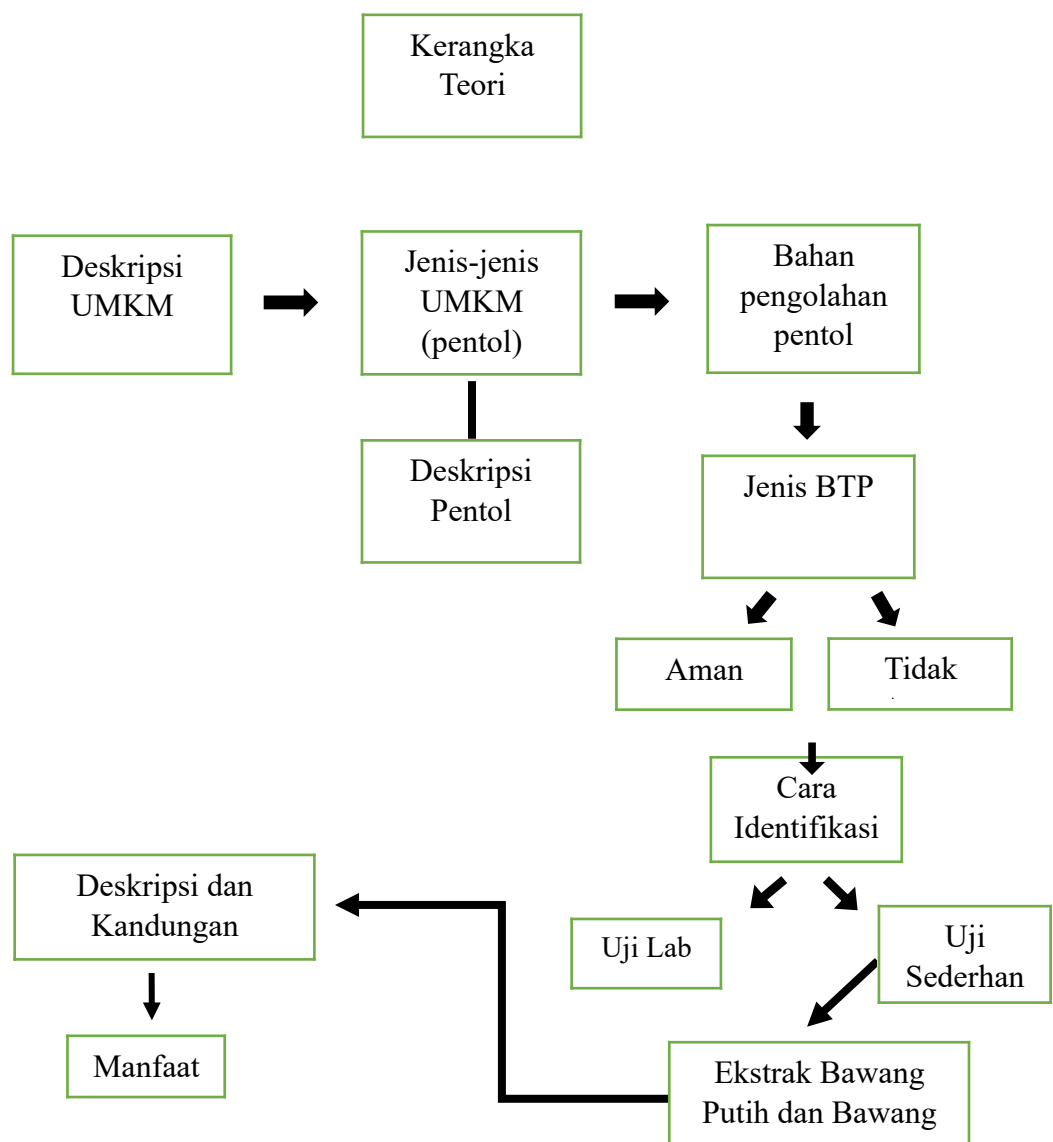 Kerangka
Teori
Deskripsi
UMKM
Jenis-jenis
UMKM
(pentol)
Bahan
pengolahan
pentol
Deskripsi
Pentol
Jenis BTP
Aman
Tidak
Cara
Identifikasi
Uji Lab
Uji
Sederhan
Ekstrak Bawang
Putih dan Bawang
Deskripsi dan
Kandungan
Manfaat